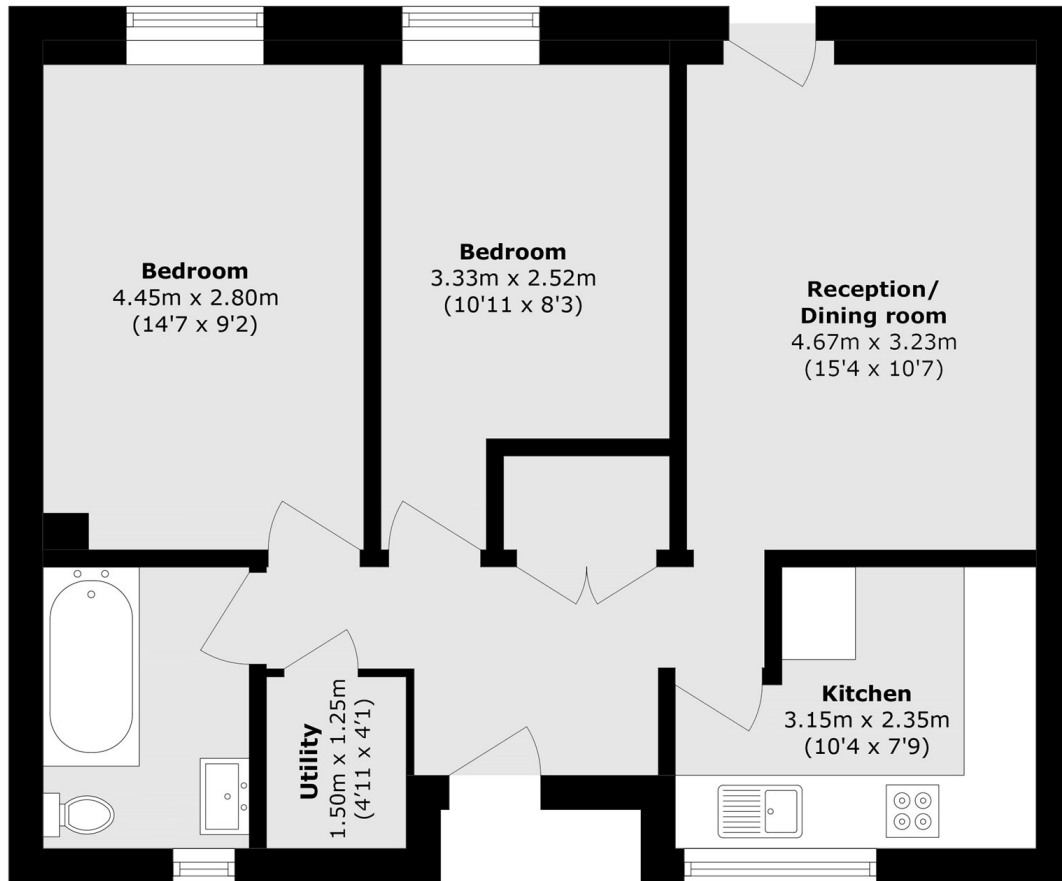 Bedroom
4.45m x 2.80m
(14'7 x 9'2)
Bedroom
3.33m x 2.52m
(10'11 x 8'3)
Reception/
Dining room
4.67m x 3.23m
(15'4 x 10'7)
Utility
1.50m x 1.25m
(4’11 x 4’1)
Kitchen
3.15m x 2.35m
(10'4 x 7'9)